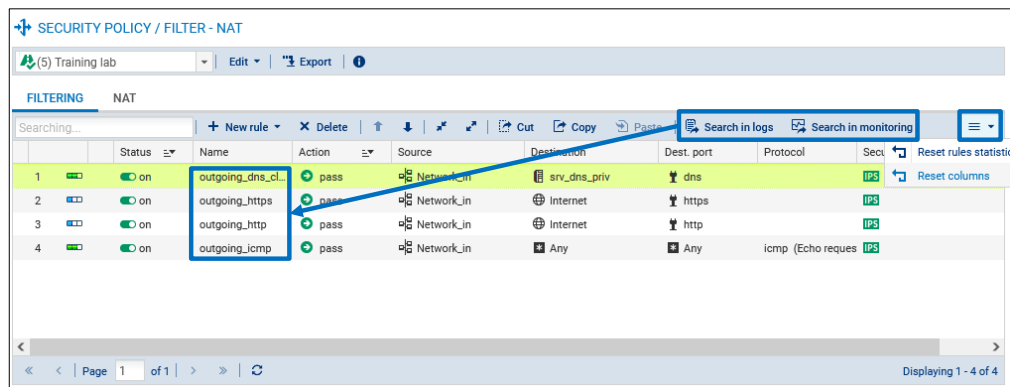 SECURITY POLICY / FILTER - NAT
(5) Training lab Edit Export
FILTERING NAT
Searching... New rule Delete Cut Copy Paste Search in logs Search in monitoring
Status Name Action Source Destination Dest. port Protocol Secu Reset rules statistic
1 on outgoing_dns_cl... pass Network_in srv_dns_priv dns IPS Reset columns
2 on outgoing_https pass Network_in Internet https IPS
3 on outgoing_http pass Network_in Internet http IPS
4 on outgoing_icmp pass Network_in Any Any icmp (Echo reques IPS
Page 1 of 1 Displaying 1 - 4 of 4